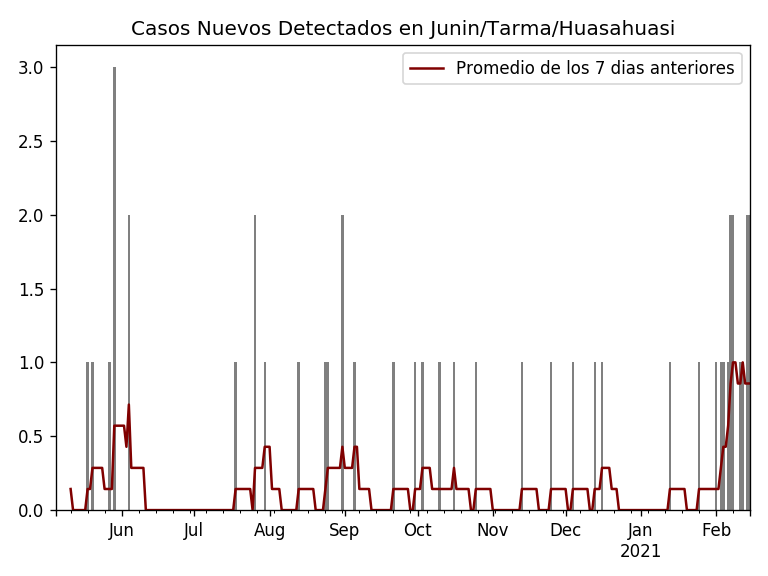 Casos Nuevos Detectados en Junin/Tarma/Huasahuasi
Promedio de los 7 dias anteriores
3.0
2.5
2.0
1.5
1.0
0.5
0.0
Jun Jul Aug Sep Oct Nov Dec Jan Feb
2021